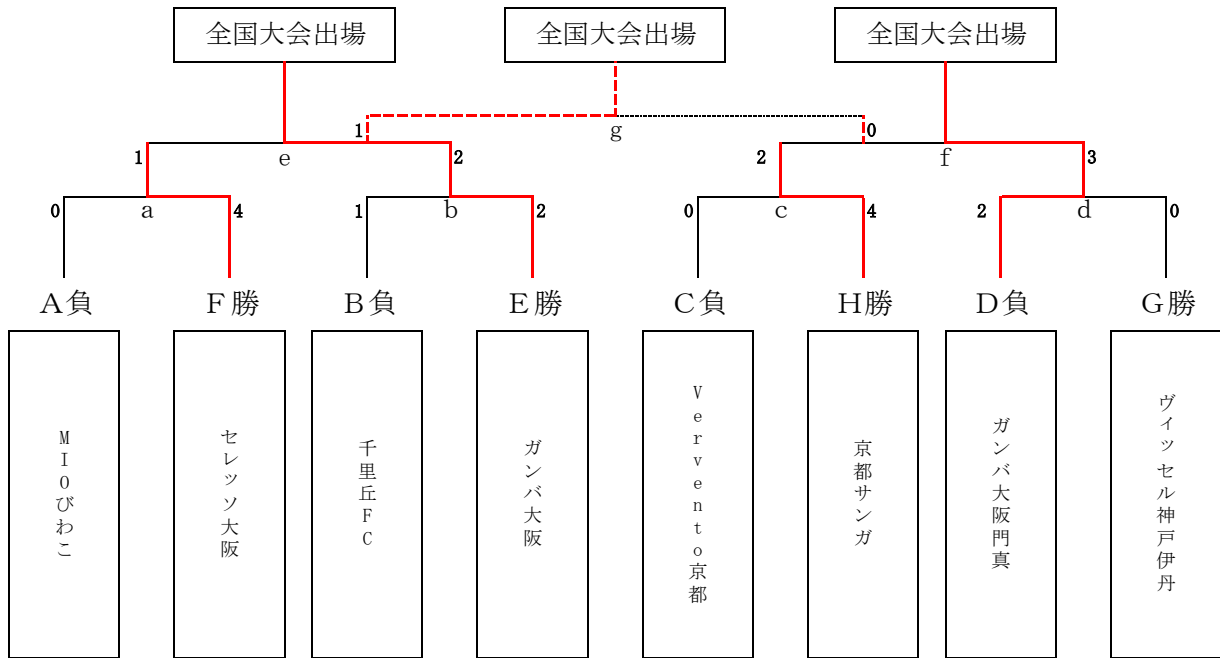 全国大会出場 全国大会出場 全国大会出場
1 g 0
1 e 2 2 f 3
0 a 4 1 b 2 0 c 4 2 d 0
A負 F勝 B負 E勝 C負 H勝 D負 G勝
MIOびわこ
セレッソ大阪
千里丘FC
ガンバ大阪
Vervento京都
京都サンガ
ガンバ大阪門真
ヴィッセル神戸伊丹